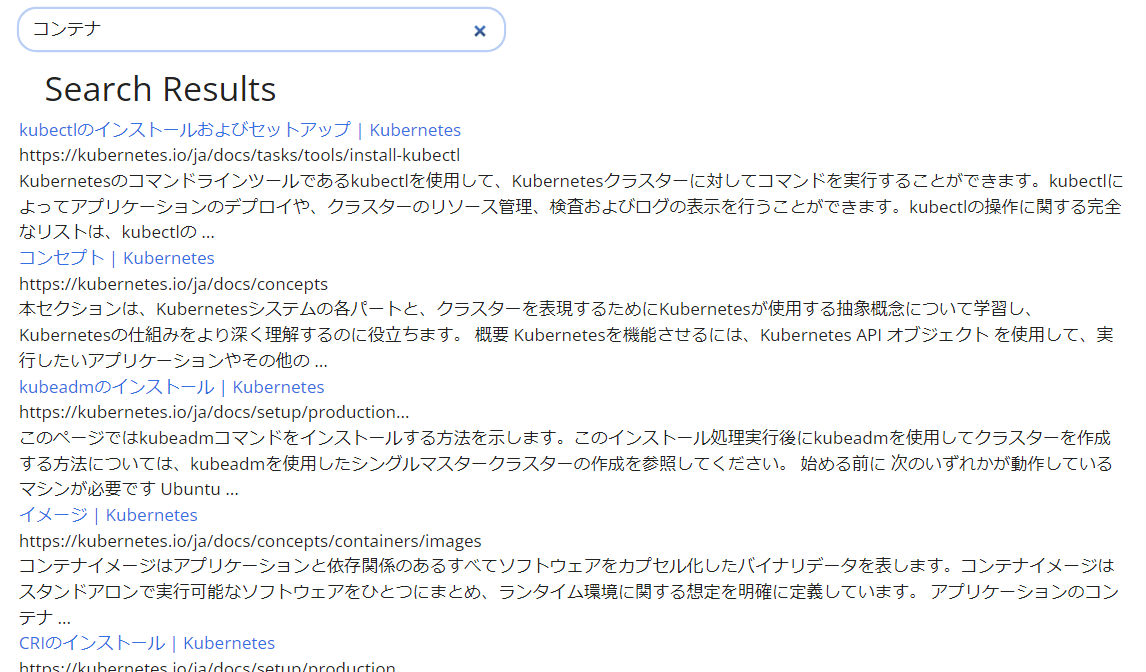 コンテナ
Search Results
kubectlのインストールおよびセットアップ | Kubernetes
https://kubernetes.io/ja/docs/tasks/tools/install-kubectl
Kubernetesのコマンドラインツールであるkubectlを使用して、Kubernetesクラスターに対してコマンドを実行することができます。kubectlに
よってアプリケーションのデプロイや、クラスターのリソース管理、検査およびログの表示を行うことができます。kubectlの操作に関する完全
なリストは、kubectlの ...
コンセプト | Kubernetes
https://kubernetes.io/ja/docs/concepts
本セクションは、Kubernetesシステムの各パートと、クラスターを表現するためにKubernetesが使用する抽象概念について学習し、
Kubernetesの仕組みをより深く理解するのに役立ちます。 概要 Kubernetesを機能させるには、Kubernetes API オブジェクト を使用して、実
行したいアプリケーションやその他の ...
kubeadmのインストール | Kubernetes
https://kubernetes.io/ja/docs/setup/production...
このページではkubeadmコマンドをインストールする方法を示します。このインストール処理実行後にkubeadmを使用してクラスターを作成
する方法については、kubeadmを使用したシングルマスタークラスターの作成を参照してください。 始める前に 次のいずれかが動作している
マシンが必要です Ubuntu ...
イメージ | Kubernetes
https://kubernetes.io/ja/docs/concepts/containers/images
コンテナイメージはアプリケーションと依存関係のあるすべてソフトウェアをカプセル化したバイナリデータを表します。コンテナイメージは
スタンドアロンで実行可能なソフトウェアをひとつにまとめ、ランタイム環境に関する想定を明確に定義しています。 アプリケーションのコン
テナ ...
CRIのインストール | Kubernetes
https://kubernetes.io/ja/docs/setup/production